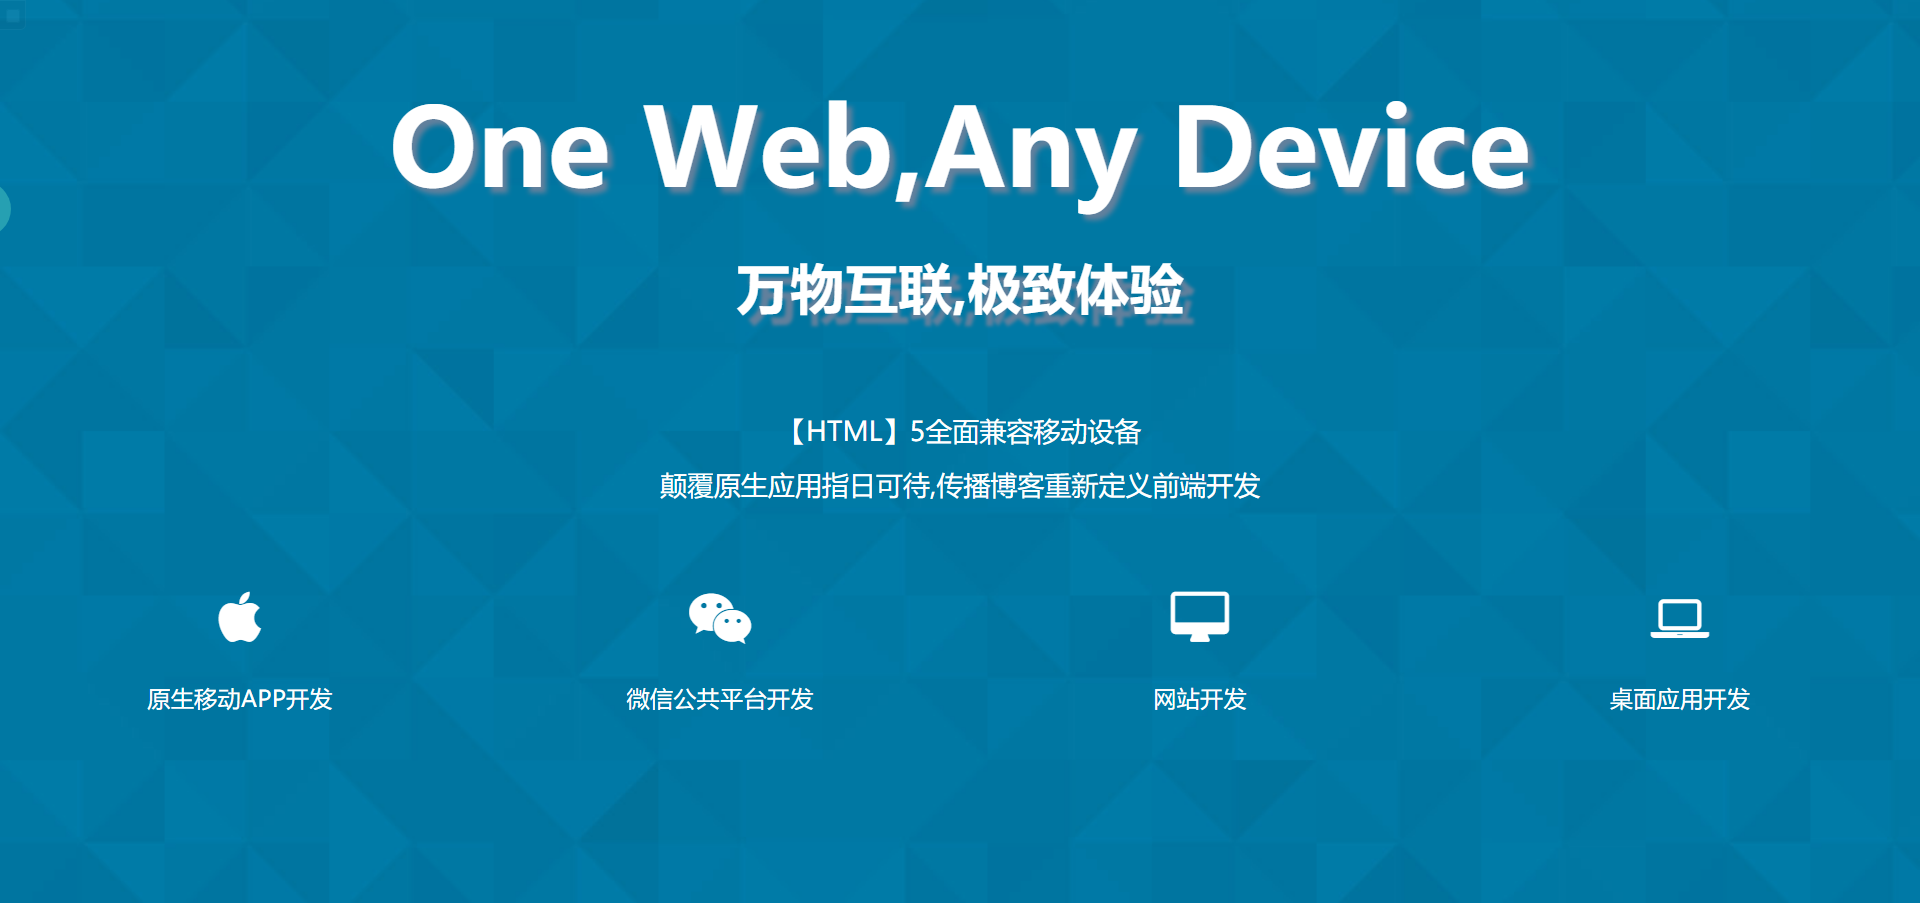 One Web,Any Device
万物互联,极致体验
【HTML】5全面兼容移动设备
颠覆原生应用指日可待,传播博客重新定义前端开发
原生移动APP开发
微信公共平台开发
网站开发
桌面应用开发